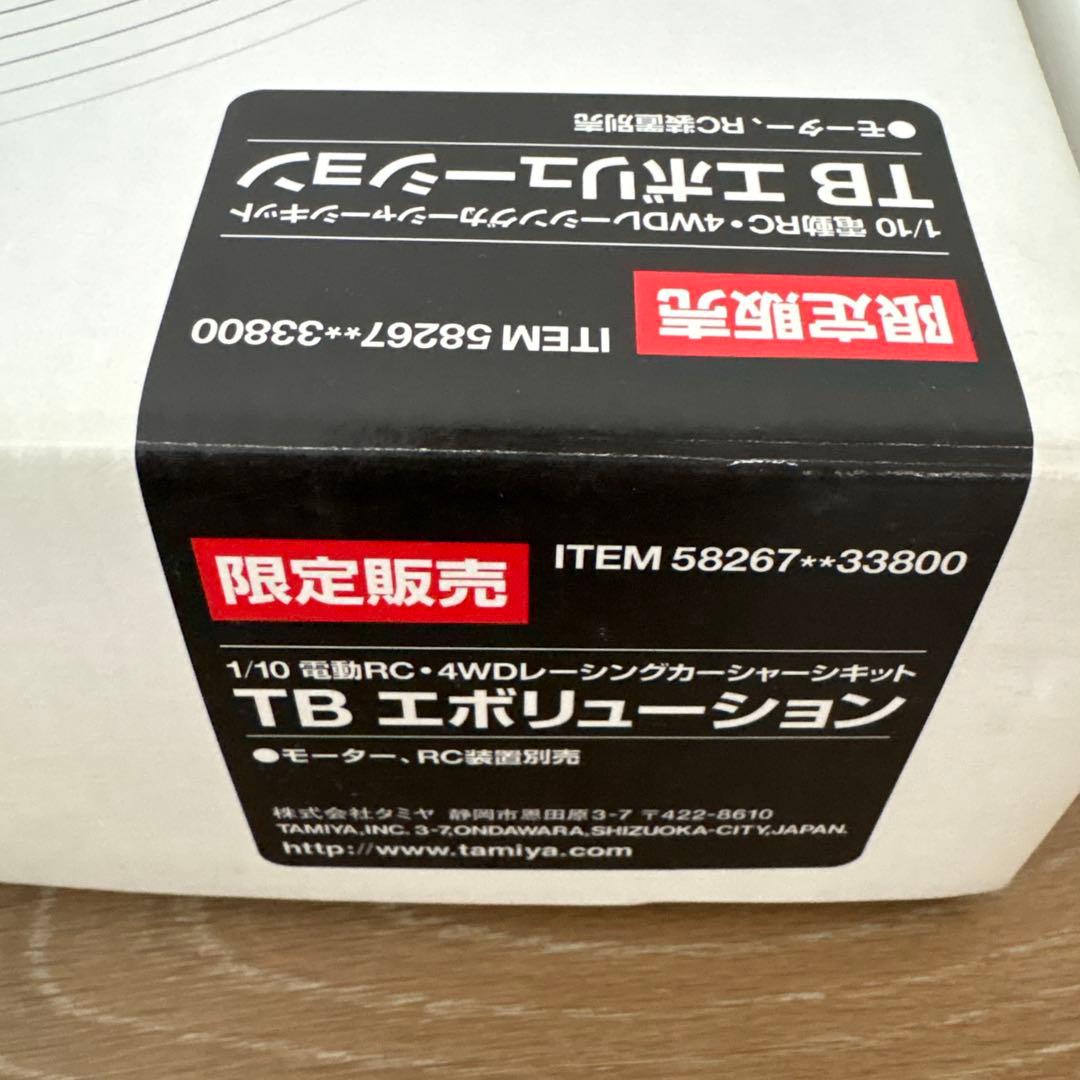 限定販売
ITEM 58267**33800
1/10 電動RC・4WDレーシングカーシャーシキット
TB エボリューション
●モーター、RC装置別売
限定販売
ITEM 58267**33800
1/10 電動RC・4WDレーシングカーシャーシキット
TB エボリューション
●モーター、RC装置別売
株式会社タミヤ 静岡市恩田原3-7 〒422-8610
TAMIYA,INC. 3-7,ONDAWARA,SHIZUOKA-CITY,JAPAN.
http://www.tamiya.com